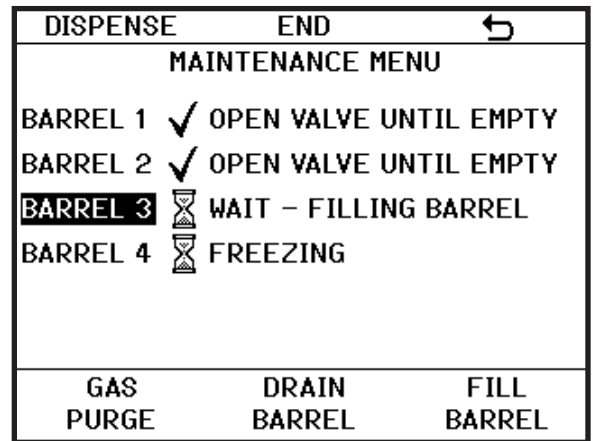 DISPENSE END
MAINTENANCE MENU
BARREL 1 OPEN VALVE UNTIL EMPTY
BARREL 2 OPEN VALVE UNTIL EMPTY
BARREL 3 WAIT – FILLING BARREL
BARREL 4 FREEZING
GAS DRAIN FILL
PURGE BARREL BARREL